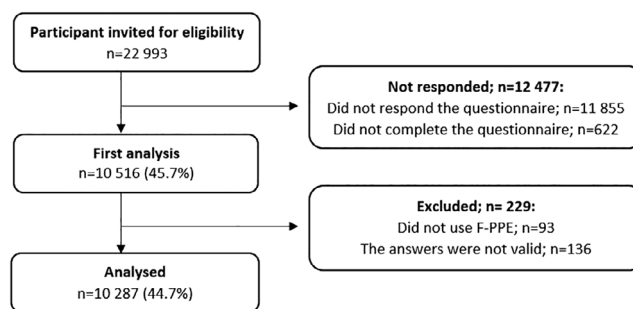 Participant invited for eligibility
n=22 993
Not responded; n=12 477:
Did not respond the questionnaire; n=11 855
Did not complete the questionnaire; n=622
First analysis
n=10 516 (45.7%)
Excluded; n= 229:
Did not use F-PPE; n=93
The answers were not valid; n=136
Analysed
n=10 287 (44.7%)